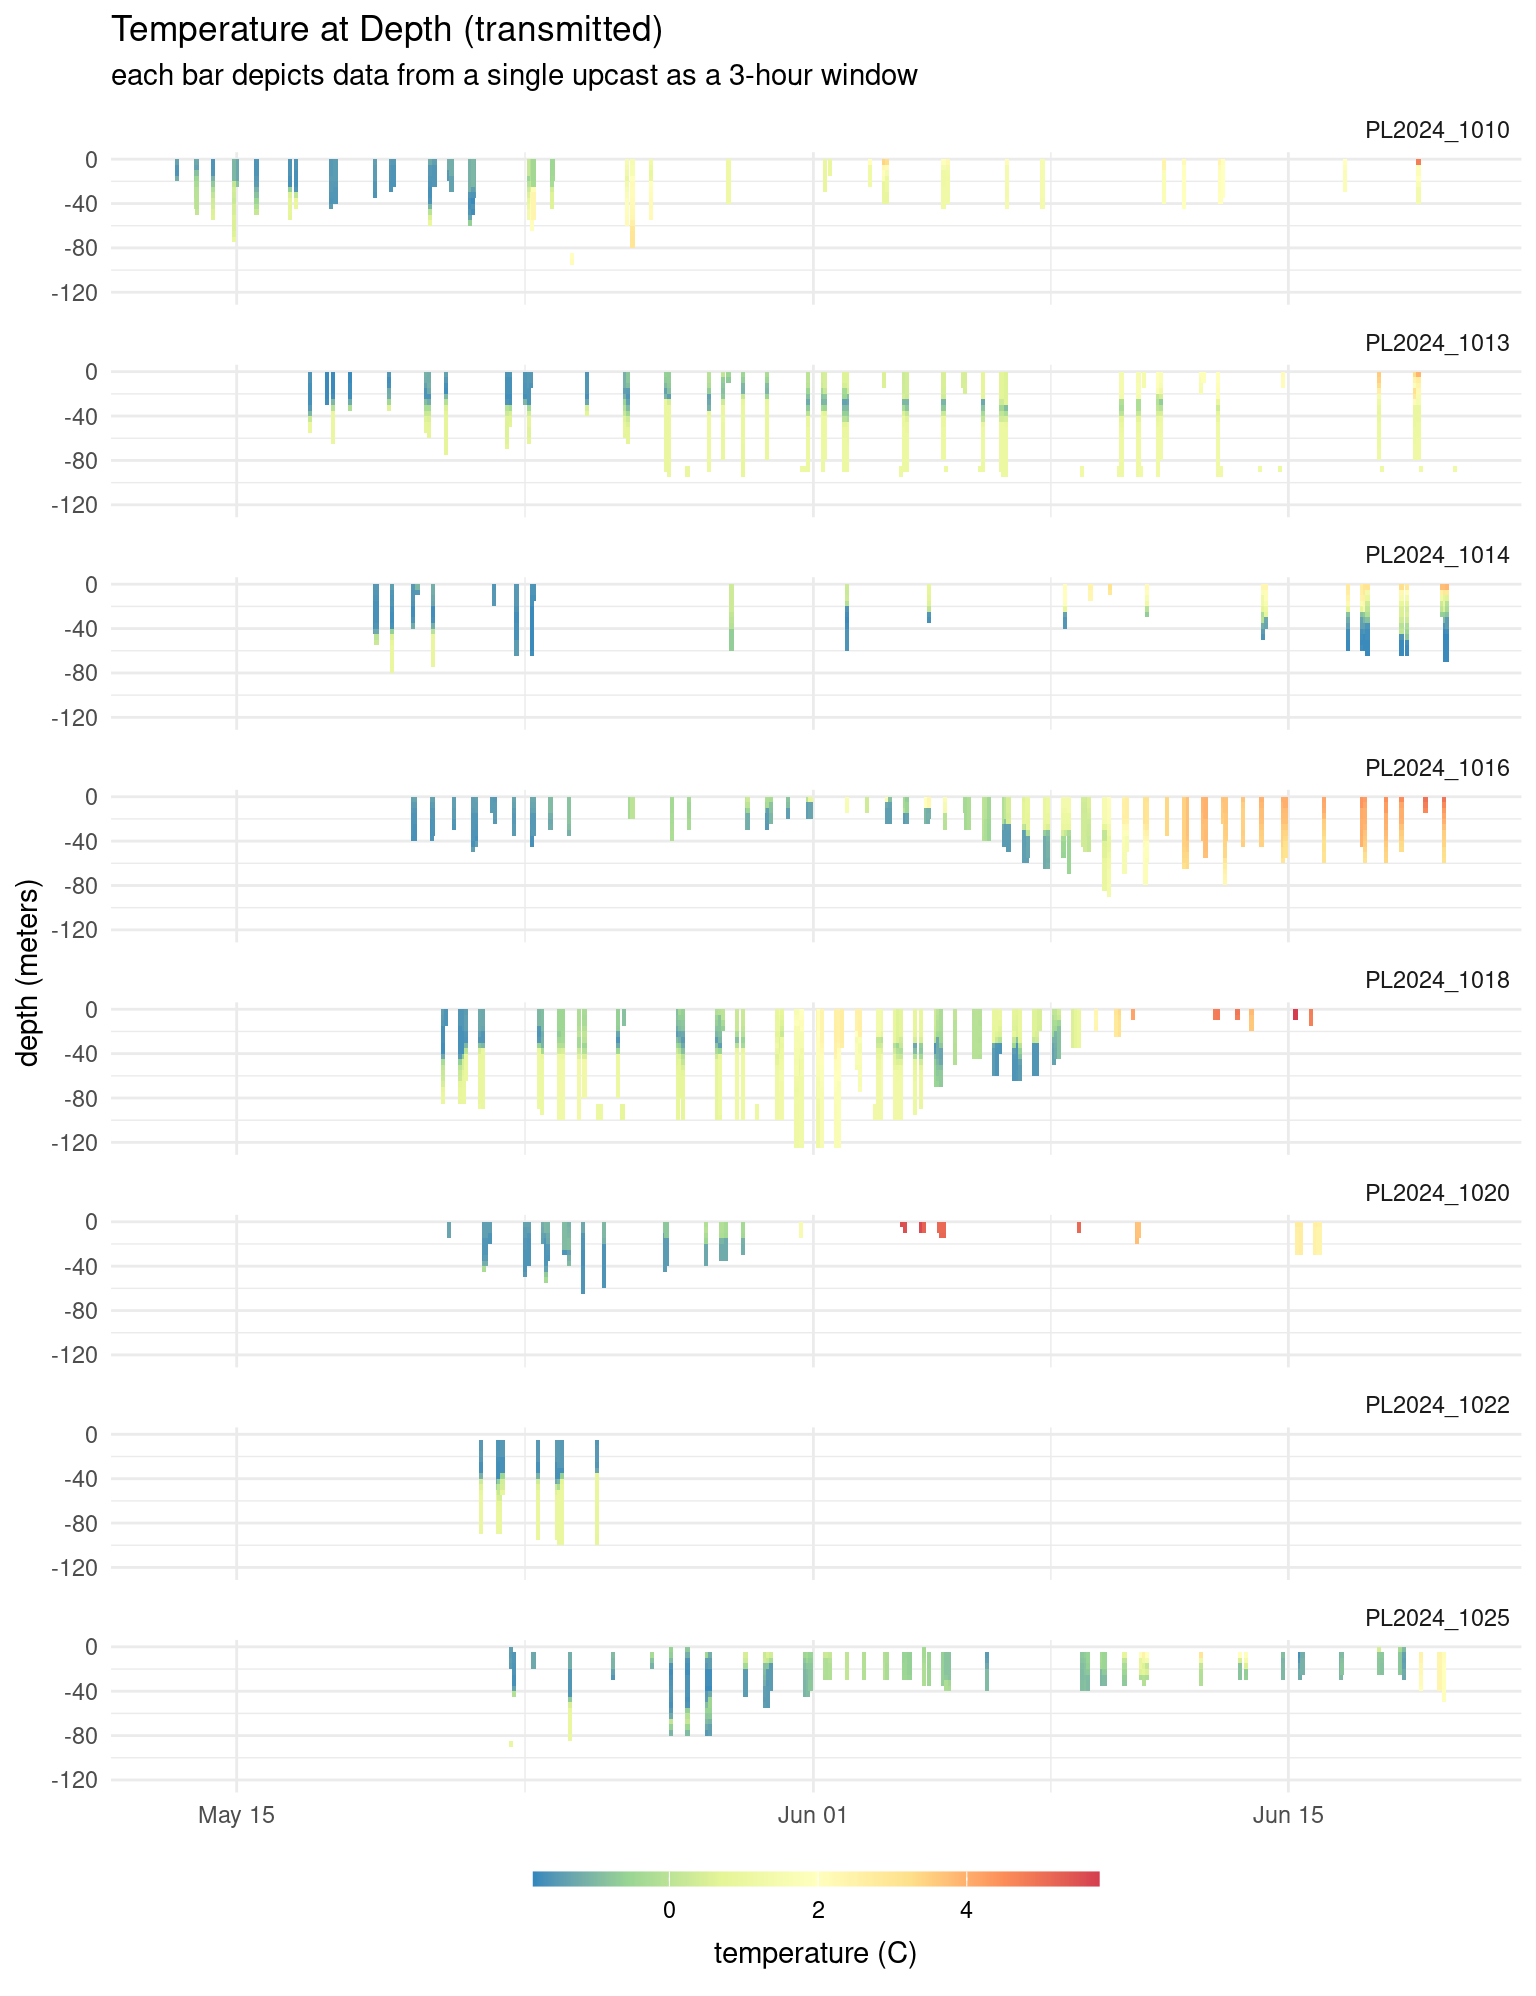 Temperature at Depth (transmitted)
each bar depicts data from a single upcast as a 3-hour window
PL2024_1010
0
-40
-80
-120
PL2024_1013
0
-40
-80
-120
PL2024_1014
0
-40
-80
-120
PL2024_1016
0
-40
-80
-120
depth (meters)
PL2024_1018
0
-40
-80
-120
PL2024_1020
0
-40
-80
-120
PL2024_1022
0
-40
-80
-120
PL2024_1025
0
-40
-80
-120
May 15 Jun 01 Jun 15
0 2 4
temperature (C)